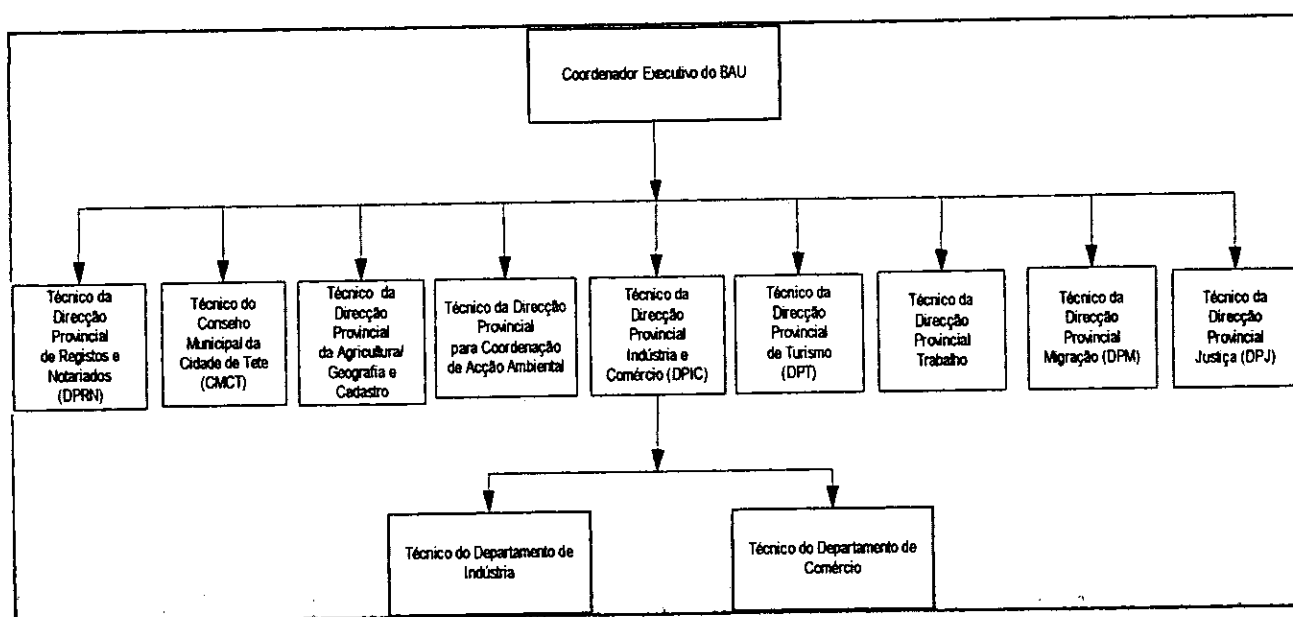 Coordenador Executivo do BAU
Técnico da
Direcção
Provincial
de Registos e
Notariados
(DPRN)
Técnico do
Conseho
Municipal da
Cidade de Tete
(CMCT)
Técnico da
Direcção
Provincial
da Agricultura/
Geografia e
Cadastro
Técnico da Direcção
Provincial
para Coordenação
de Acção Ambiental
Técnico da
Direcção
Provincial
Indústria e
Comércio (DPIC)
Técnico da
Direcção
Provincial
de Turismo (DPT)
Técnico da
Direcção
Provincial
Trabalho
Técnico da
Direcção
Provincial
Migração (DPM)
Técnico da
Direcção
Provincial
Justiça (DPJ)
Técnico do Departamento de
Indústria
Técnico do Departamento de
Comércio